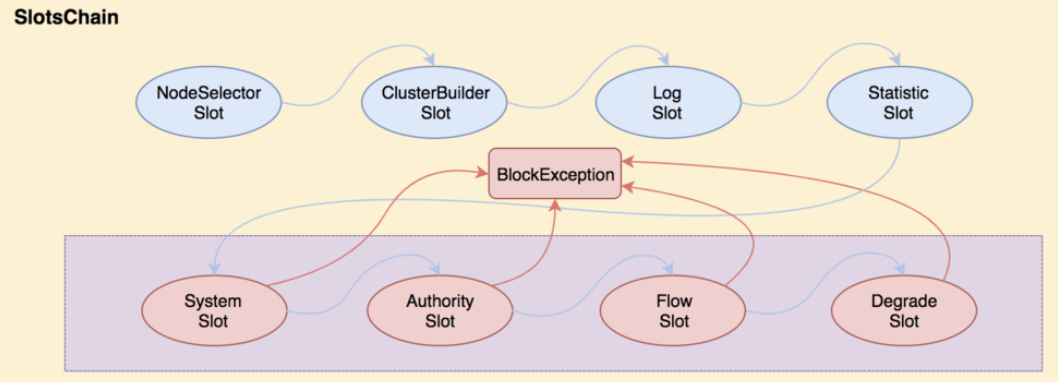 SlotsChain
NodeSelector
Slot
ClusterBuilder
Slot
Log
Slot
Statistic
Slot
BlockException
System
Slot
Authority
Slot
Flow
Slot
Degrade
Slot